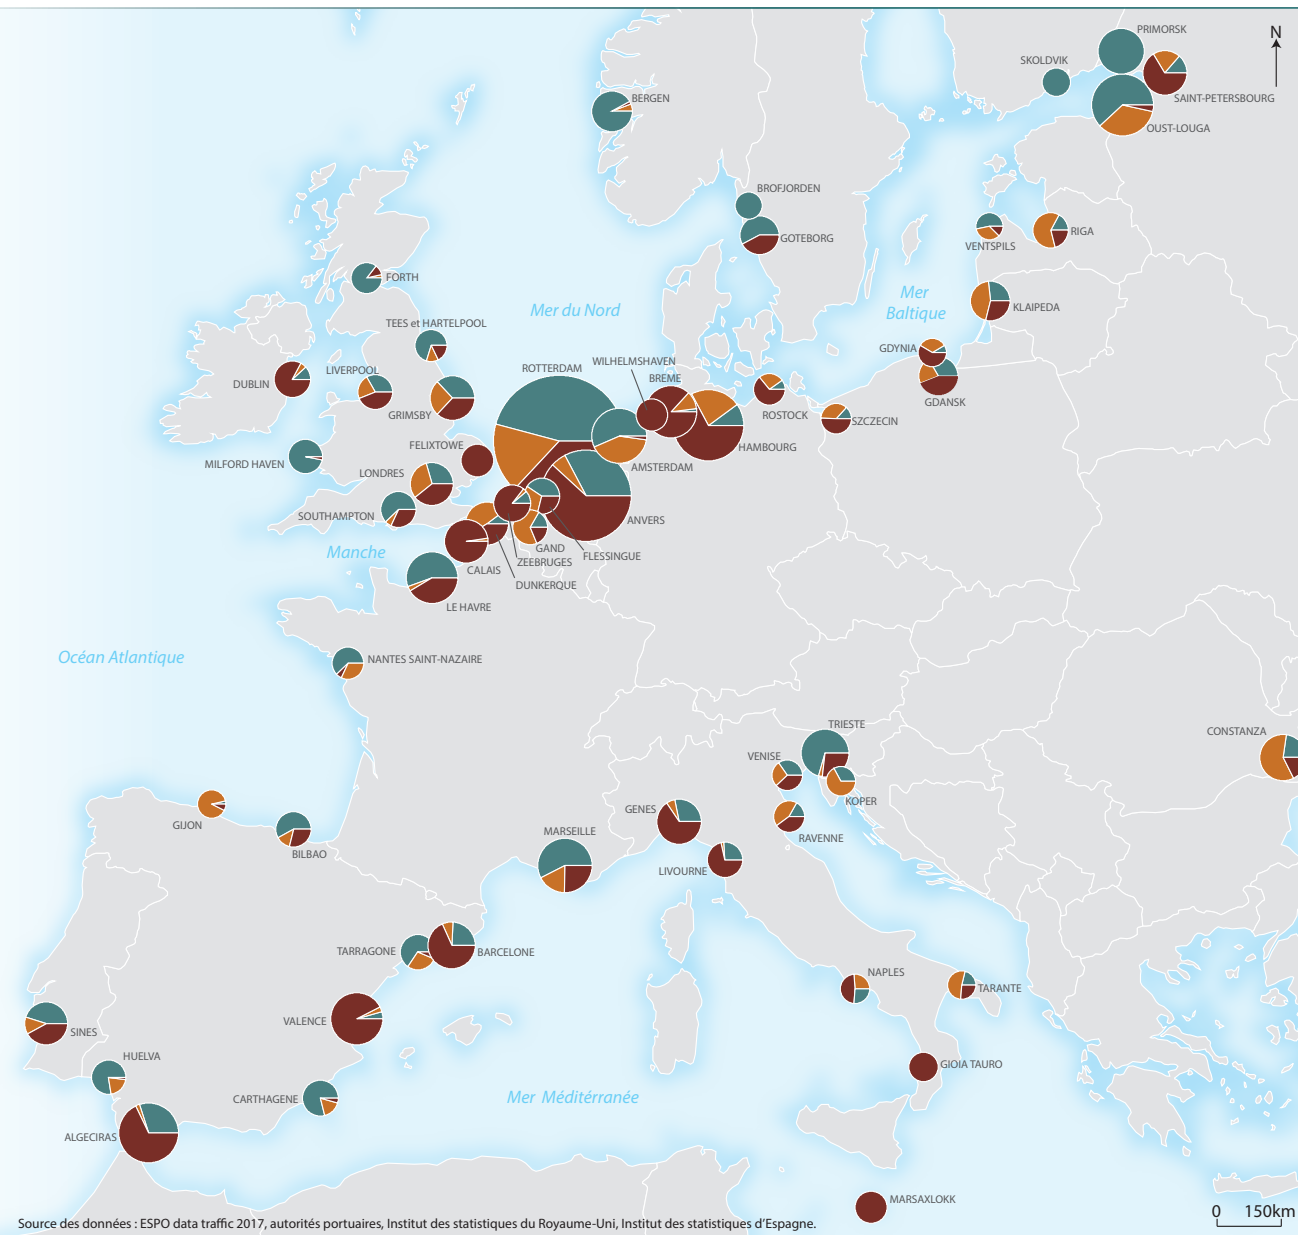 PRIMORSK
N
SKOLDVIK
SAINT-PETERSBOURG
BERGEN
OUST-LOUGA
BROFJORDEN
GOTEBORG
RIGA
VENTSPILS
FORTH
Mer
Baltique
Mer du Nord
KLAIPEDA
TEES et HARTELPOOL
GDYNIA
WILHELMSHAVEN
ROTTERDAM
LIVERPOOL
BREME
DUBLIN
GDANSK
GRIMSBY
ROSTOCK
SZCZECIN
FELIXTOWE
HAMBOURG
MILFORD HAVEN
AMSTERDAM
LONDRES
SOUTHAMPTON
ANVERS
Manche
GAND
FLESSINGUE
ZEEBRUGES
CALAIS
DUNKERQUE
LE HAVRE
Océan Atlantique
NANTES SAINT-NAZAIRE
TRIESTE
CONSTANZA
VENISE
KOPER
GENES
GIJON
MARSEILLE
RAVENNE
BILBAO
LIVOURNE
TARRAGONE
BARCELONE
NAPLES
TARANTE
VALENCE
SINES
HUELVA
GIOIA TAURO
CARTHAGENE
Mer Méditérranée
ALGECIRAS
MARSAXLOKK
0 150km
Source des données : ESPO data traffic 2017, autorités portuaires, Institut des statistiques du Royaume-Uni, Institut des statistiques d'Espagne.